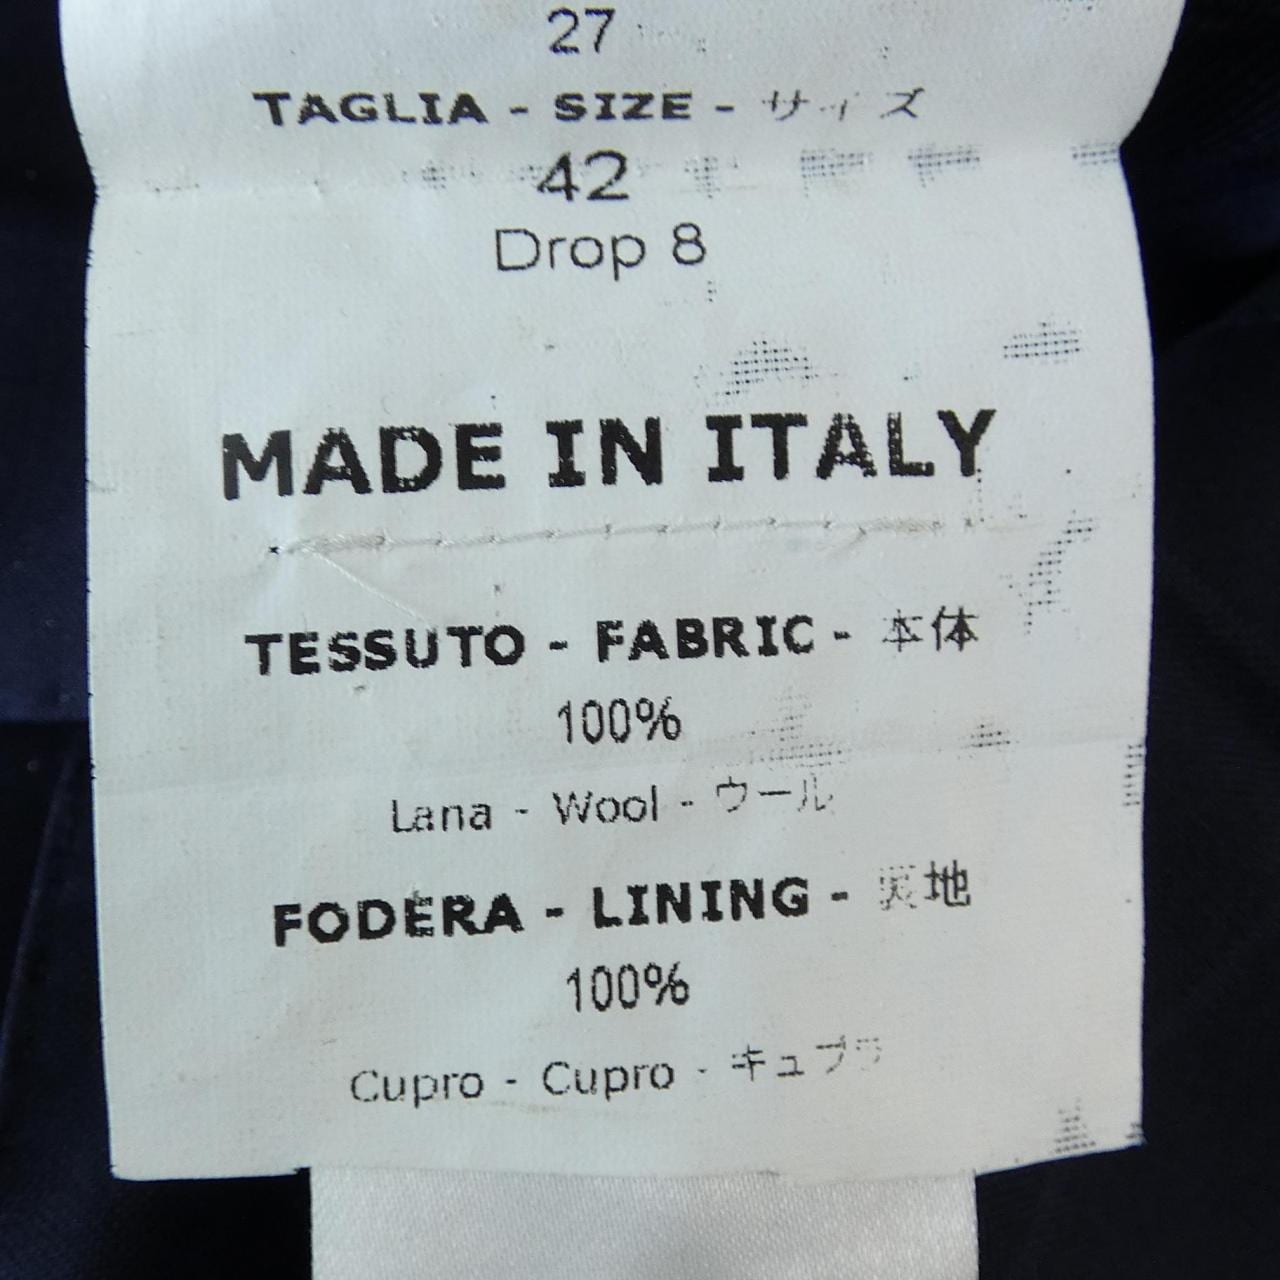 27
TAGLIA - SIZE - サイズ
42
Drop 8
MADE IN ITALY
TESSUTO - FABRIC - 本体
100%
Lana - Wool - ウール
FODERA - LINING - 裏地
100%
Cupro - Cupro - キュプラ